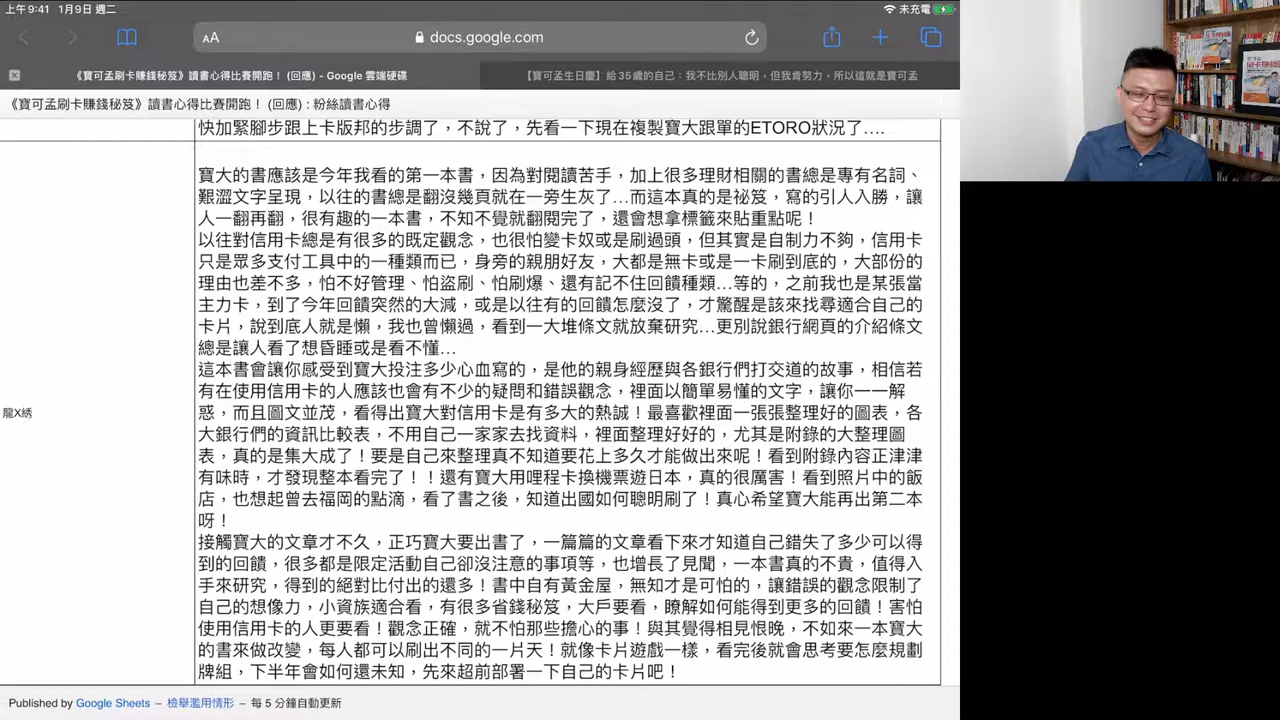 上午9:41 1月9日 週二
未充電
AA
docs.google.com
《寶可孟刷卡賺錢秘笈》讀書心得比賽開跑！ (回應) - Google 雲端硬碟
【寶可孟生日慶】給35歲的自己：我不比別人聰明，但我肯努力，所以這就是寶可孟
《寶可孟刷卡賺錢秘笈》讀書心得比賽開跑！ (回應) : 粉絲讀書心得
快加緊腳步跟上卡版邦的步調了，不說了，先看一下現在複製寶大跟單的ETORO狀況了....
寶大的書應該是今年我看的第一本書，因為對閱讀苦手，加上很多理財相關的書總是專有名詞、
艱澀文字呈現，以往的書總是翻沒幾頁就在一旁生灰了...而這本真的是祕笈，寫的引人入勝，讓
人一翻再翻，很有趣的一本書，不知不覺就翻閱完了，還會想拿標籤來貼重點呢！
以往對信用卡總是有很多的既定觀念，也很怕變卡奴或是刷過頭，但其實是自制力不夠，信用卡
只是眾多支付工具中的一種類而已，身旁的親朋好友，大都是無卡或是一卡刷到底的，大部份的
理由也差不多，怕不好管理、怕盜刷、怕刷爆、還有記不住回饋種類...等的，之前我也是某張當
主力卡，到了今年回饋突然的大減，或是以往有的回饋怎麼沒了，才驚醒是該來找尋適合自己的
卡片，說到底人就是懶，我也曾懶過，看到一大堆條文就放棄研究...更別說銀行網頁的介紹條文
總是讓人看了想昏睡或是看不懂...
這本書會讓你感受到寶大投注多少心血寫的，是他的親身經歷與各銀行們打交道的故事，相信若
有在使用信用卡的人應該也會有不少的疑問和錯誤觀念，裡面以簡單易懂的文字，讓你一一解
惑，而且圖文並茂，看得出寶大對信用卡是有多大的熱誠！最喜歡裡面一張張整理好的圖表，各
大銀行們的資訊比較表，不用自己一家家去找資料，裡面整理好好的，尤其是附錄的大整理圖
表，真的是集大成了！要是自己來整理真不知道要花上多久才能做出來呢！看到附錄內容正津津
有味時，才發現整本看完了！！還有寶大用哩程卡換機票遊日本，真的很厲害！看到照片中的飯
店，也想起曾去福岡的點滴，看了書之後，知道出國如何聰明刷了！真心希望寶大能再出第二本
呀！
接觸寶大的文章才不久，正巧寶大要出書了，一篇篇的文章看下來才知道自己錯失了多少可以得
到的回饋，很多都是限定活動自己卻沒注意的事項等，也增長了見聞，一本書真的不貴，值得入
手來研究，得到的絕對比付出的還多！書中自有黃金屋，無知才是可怕的，讓錯誤的觀念限制了
自己的想像力，小資族適合看，有很多省錢秘笈，大戶要看，瞭解如何能得到更多的回饋！害怕
使用信用卡的人更要看！觀念正確，就不怕那些擔心的事！與其覺得相見恨晚，不如來一本寶大
的書來做改變，每人都可以刷出不同的一片天！就像卡片遊戲一樣，看完後就會思考要怎麼規劃
牌組，下半年會如何還未知，先來超前部署一下自己的卡片吧！
龍X綉
Published by Google Sheets – 檢舉濫用情形 – 每 5 分鐘自動更新